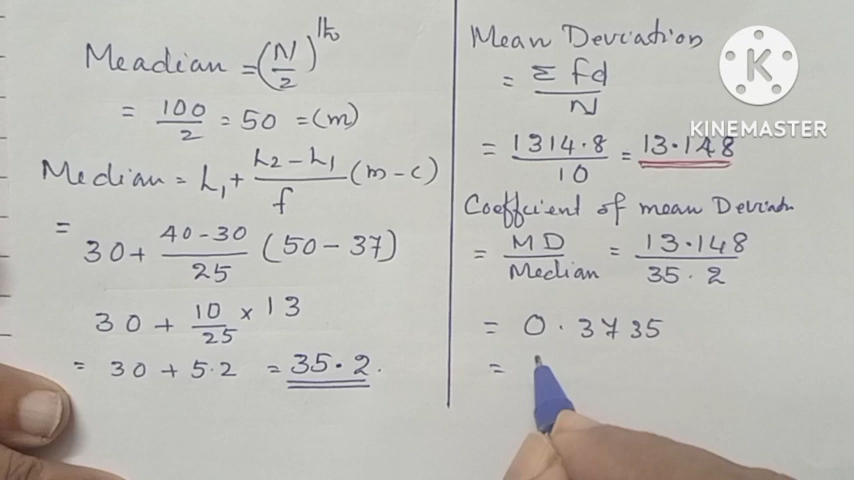 Meadian = (N/2)th
= 100/2 = 50 = (m)
Median = L1 + L2 - L1/f (m - c)
= 30 + 40 - 30/25 (50 - 37)
30 + 10/25 × 13
= 30 + 5.2 = 35.2.
Mean Deviation
= Σ fd/N
= 1314.8/10 = 13.148
Coefficient of mean Deviatn
= MD/Median = 13.148/35.2
= 0.3735
=
K
KINEMASTER